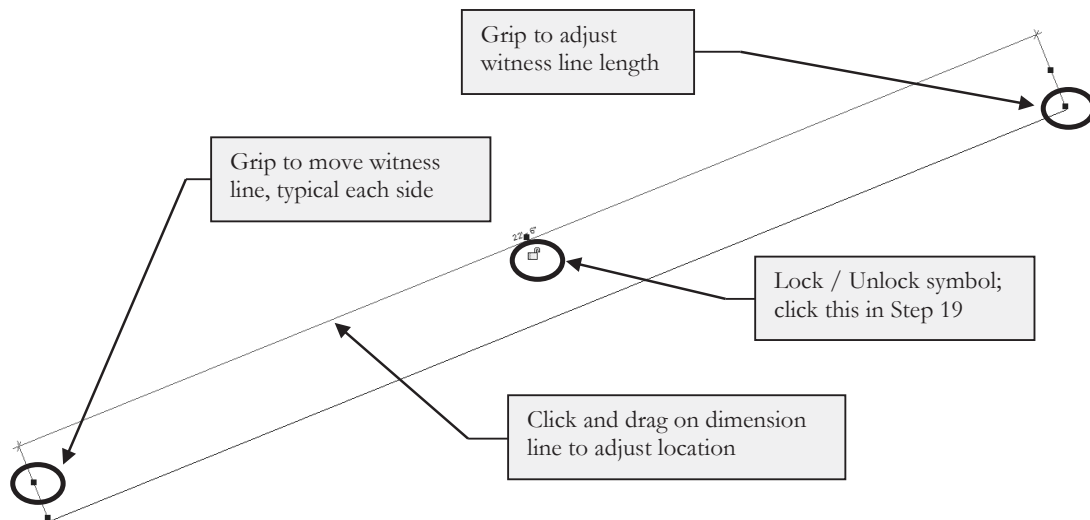 Grip to adjust
witness line length
Grip to move witness
line, typical each side
Lock / Unlock symbol;
click this in Step 19
Click and drag on dimension
line to adjust location